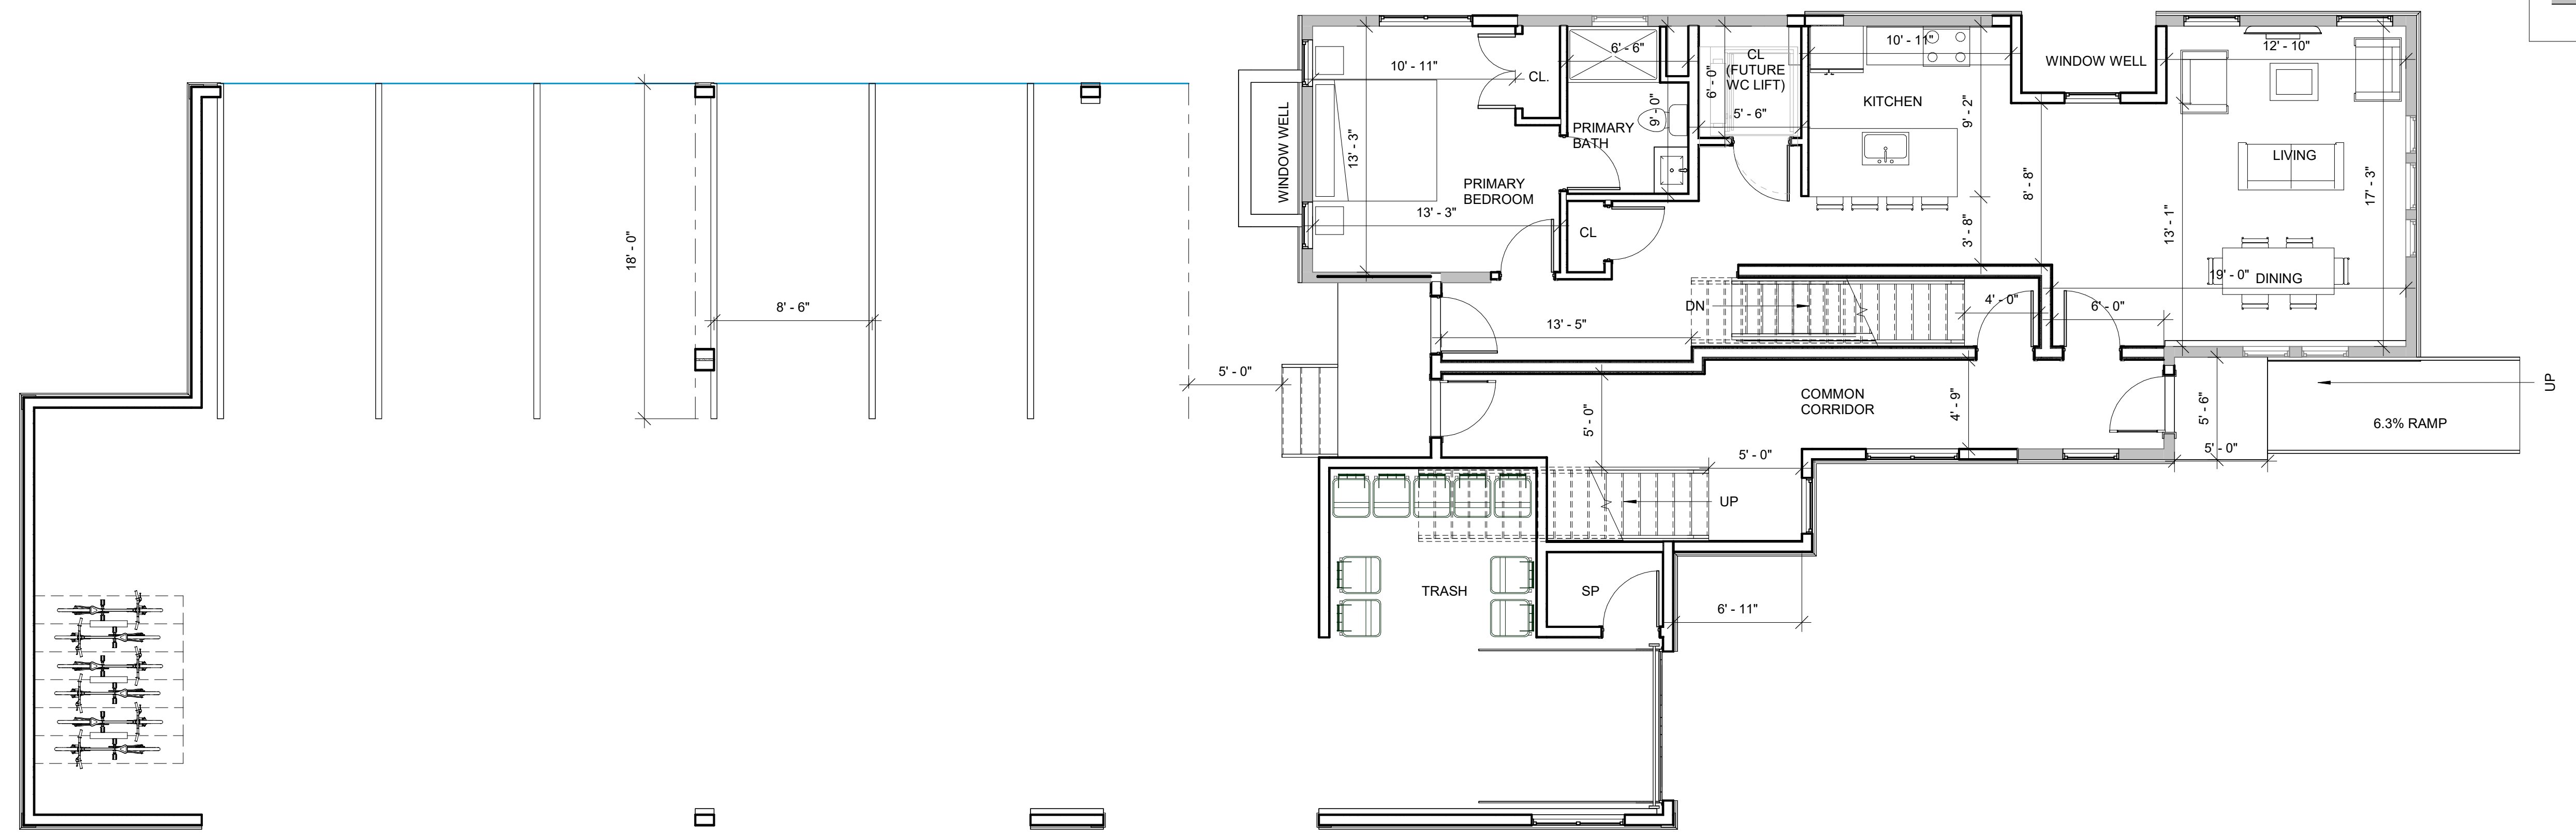 10' - 11"
CL.
6' - 6"
CL
(FUTURE
WC LIFT)
6' - 0"
5' - 6"
10' - 11"
KITCHEN
9' - 2"
WINDOW WELL
12' - 10"
WINDOW WELL
13' - 3"
PRIMARY
BATH
9' - 0"
PRIMARY
BEDROOM
13' - 3"
CL
3' - 8"
8' - 8"
13' - 1"
LIVING
17' - 3"
19' - 0"
DINING
18' - 0"
8' - 6"
5' - 0"
13' - 5"
DN
4' - 0"
6' - 0"
COMMON
CORRIDOR
5' - 0"
4' - 9"
5' - 0"
5' - 6"
5' - 0"
6.3% RAMP
UP
UP
TRASH
SP
6' - 11"